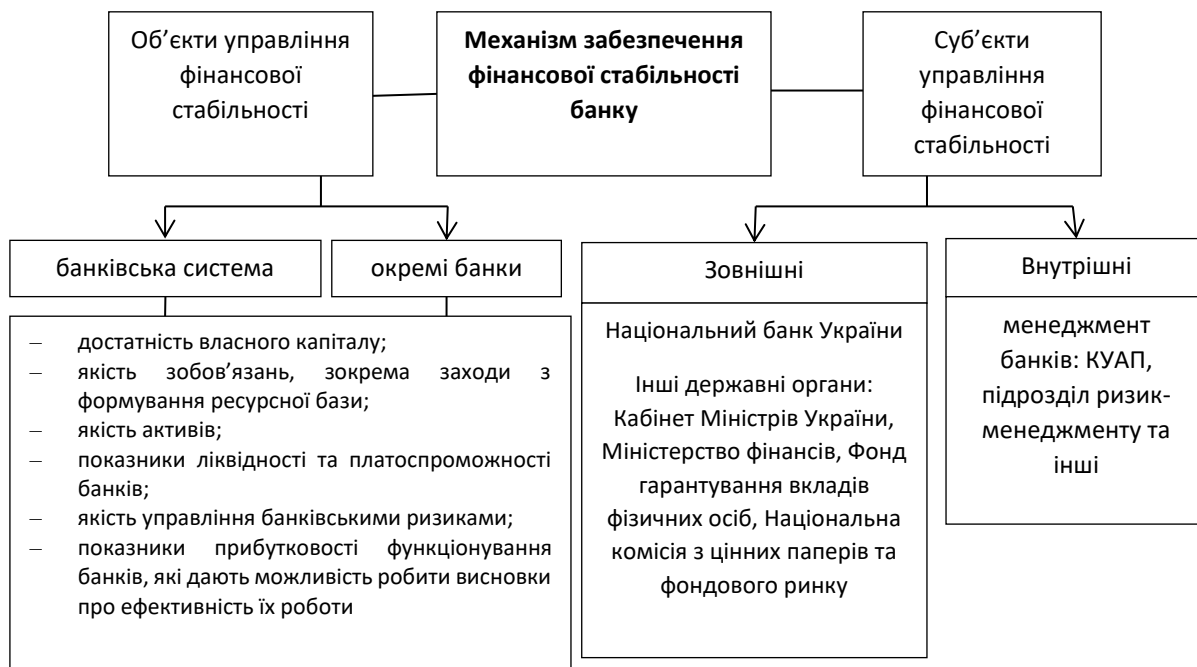 Об’єкти управління
фінансової
стабільності
Механізм забезпечення
фінансової стабільності
банку
Суб’єкти
управління
фінансової
стабільності
банківська система
окремі банки
Зовнішні
Внутрішні
– достатність власного капіталу;
– якість зобов’язань, зокрема заходи з
формування ресурсної бази;
– якість активів;
– показники ліквідності та платоспроможності
банків;
– якість управління банківськими ризиками;
– показники прибутковості функціонування
банків, які дають можливість робити висновки
про ефективність їх роботи
Національний банк України
Інші державні органи:
Кабінет Міністрів України,
Міністерство фінансів, Фонд
гарантування вкладів
фізичних осіб, Національна
комісія з цінних паперів та
фондового ринку
менеджмент
банків: КУАП,
підрозділ ризик-
менеджменту та
інші